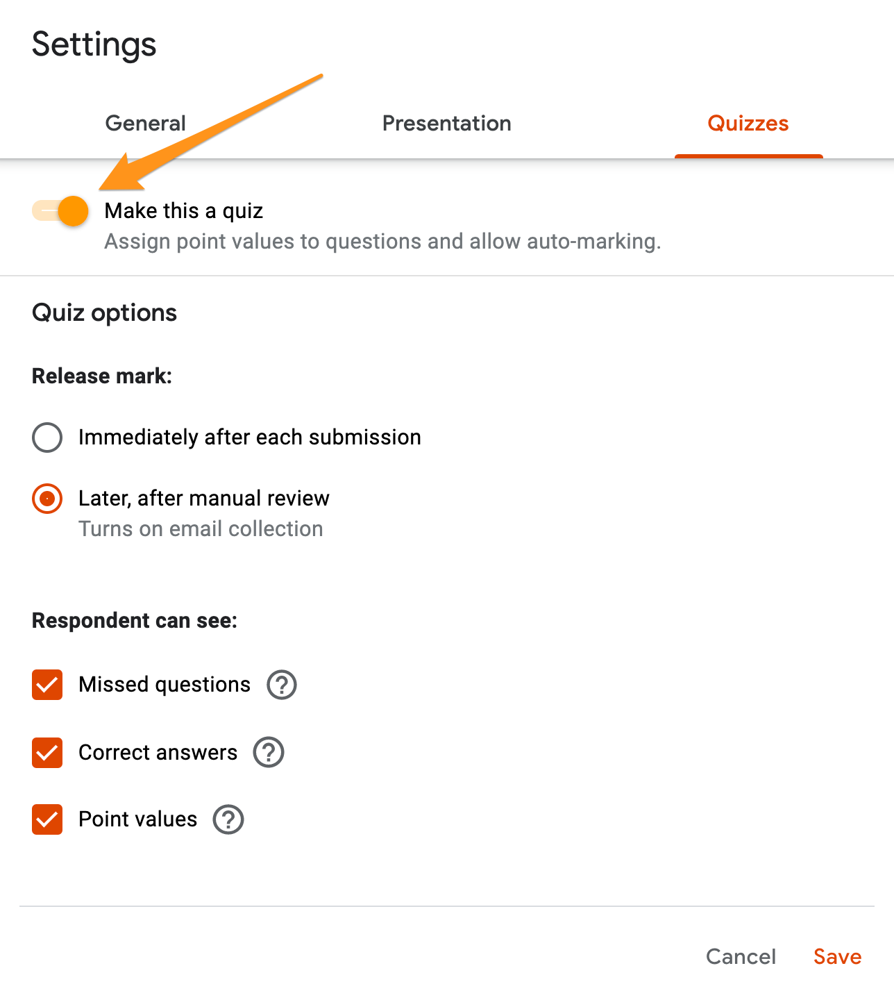 Settings
General
Presentation
Quizzes
Make this a quiz
Assign point values to questions and allow auto-marking.
Quiz options
Release mark:
Immediately after each submission
Later, after manual review
Turns on email collection
Respondent can see:
Missed questions ?
Correct answers ?
Point values ?
Cancel
Save